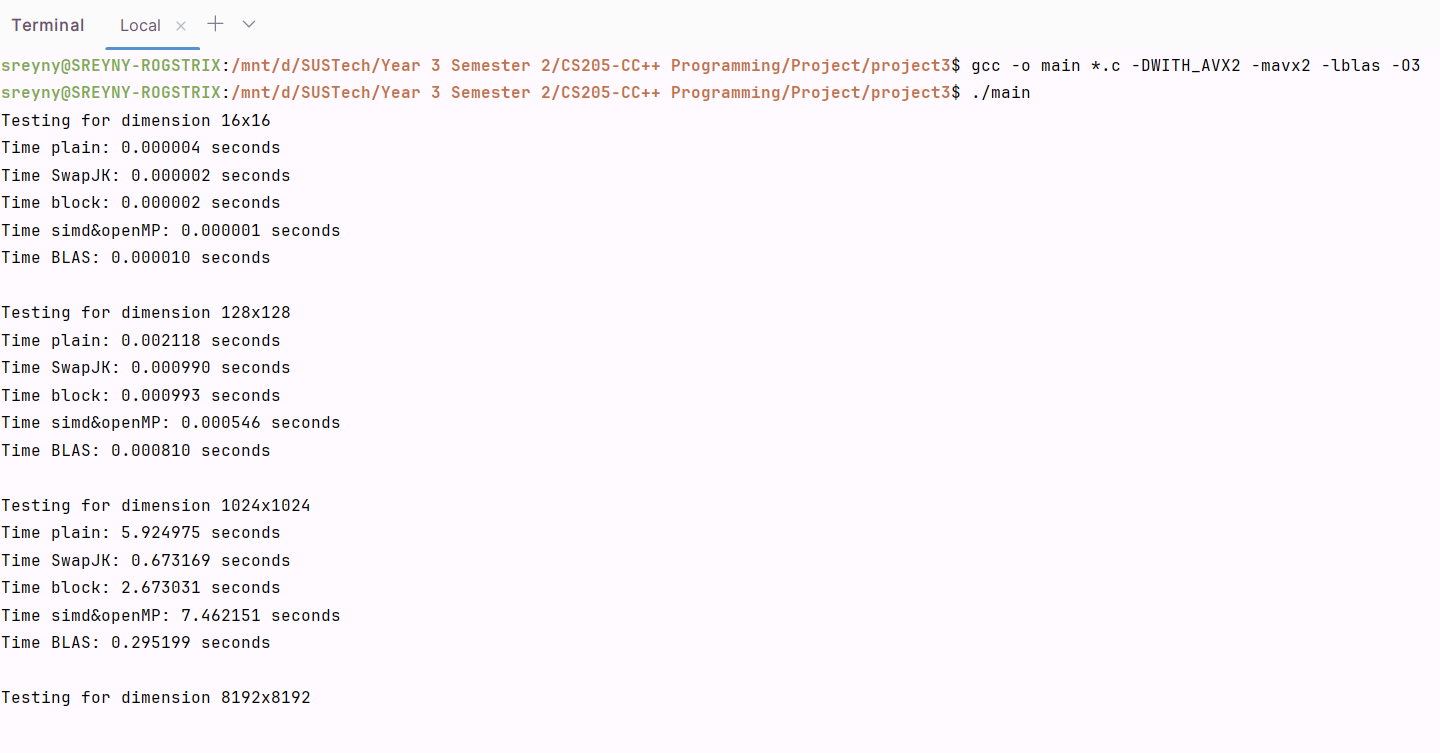 Terminal Local × + ∨
sreyny@SREYNY-ROGSTRIX:/mnt/d/SUSTech/Year 3 Semester 2/CS205-CC++ Programming/Project/project3$ gcc -o main *.c -DWITH_AVX2 -mavx2 -lblas -O3
sreyny@SREYNY-ROGSTRIX:/mnt/d/SUSTech/Year 3 Semester 2/CS205-CC++ Programming/Project/project3$ ./main
Testing for dimension 16x16
Time plain: 0.000004 seconds
Time SwapJK: 0.000002 seconds
Time block: 0.000002 seconds
Time simd&openMP: 0.000001 seconds
Time BLAS: 0.000010 seconds

Testing for dimension 128x128
Time plain: 0.002118 seconds
Time SwapJK: 0.000990 seconds
Time block: 0.000993 seconds
Time simd&openMP: 0.000546 seconds
Time BLAS: 0.000810 seconds

Testing for dimension 1024x1024
Time plain: 5.924975 seconds
Time SwapJK: 0.673169 seconds
Time block: 2.673031 seconds
Time simd&openMP: 7.462151 seconds
Time BLAS: 0.295199 seconds

Testing for dimension 8192x8192